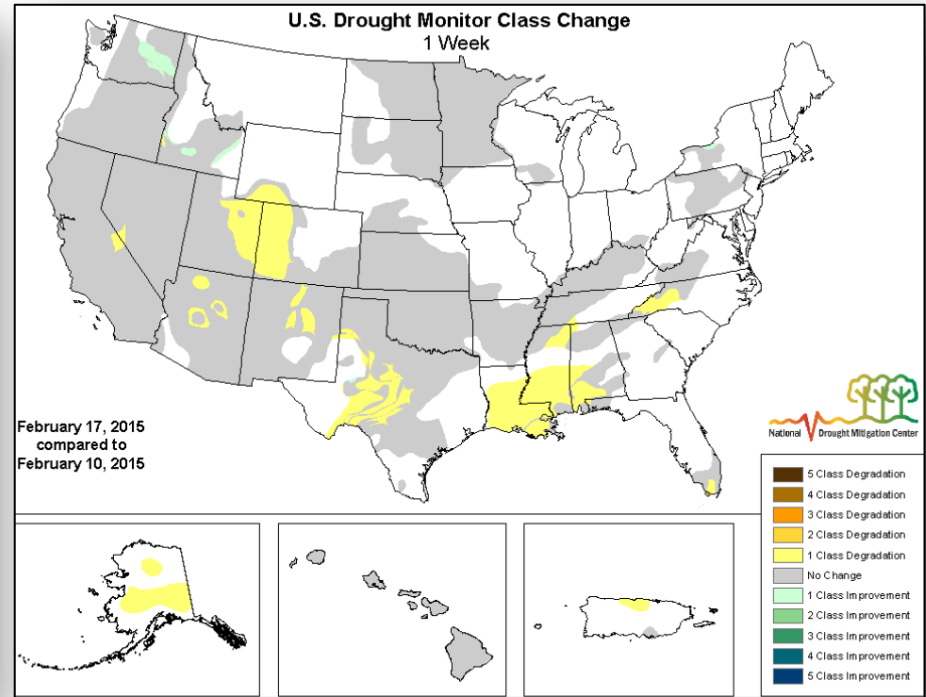 U.S. Drought Monitor Class Change
1 Week
February 17, 2015
compared to
February 10, 2015
National Drought Mitigation Center
5 Class Degradation
4 Class Degradation
3 Class Degradation
2 Class Degradation
1 Class Degradation
No Change
1 Class Improvement
2 Class Improvement
3 Class Improvement
4 Class Improvement
5 Class Improvement